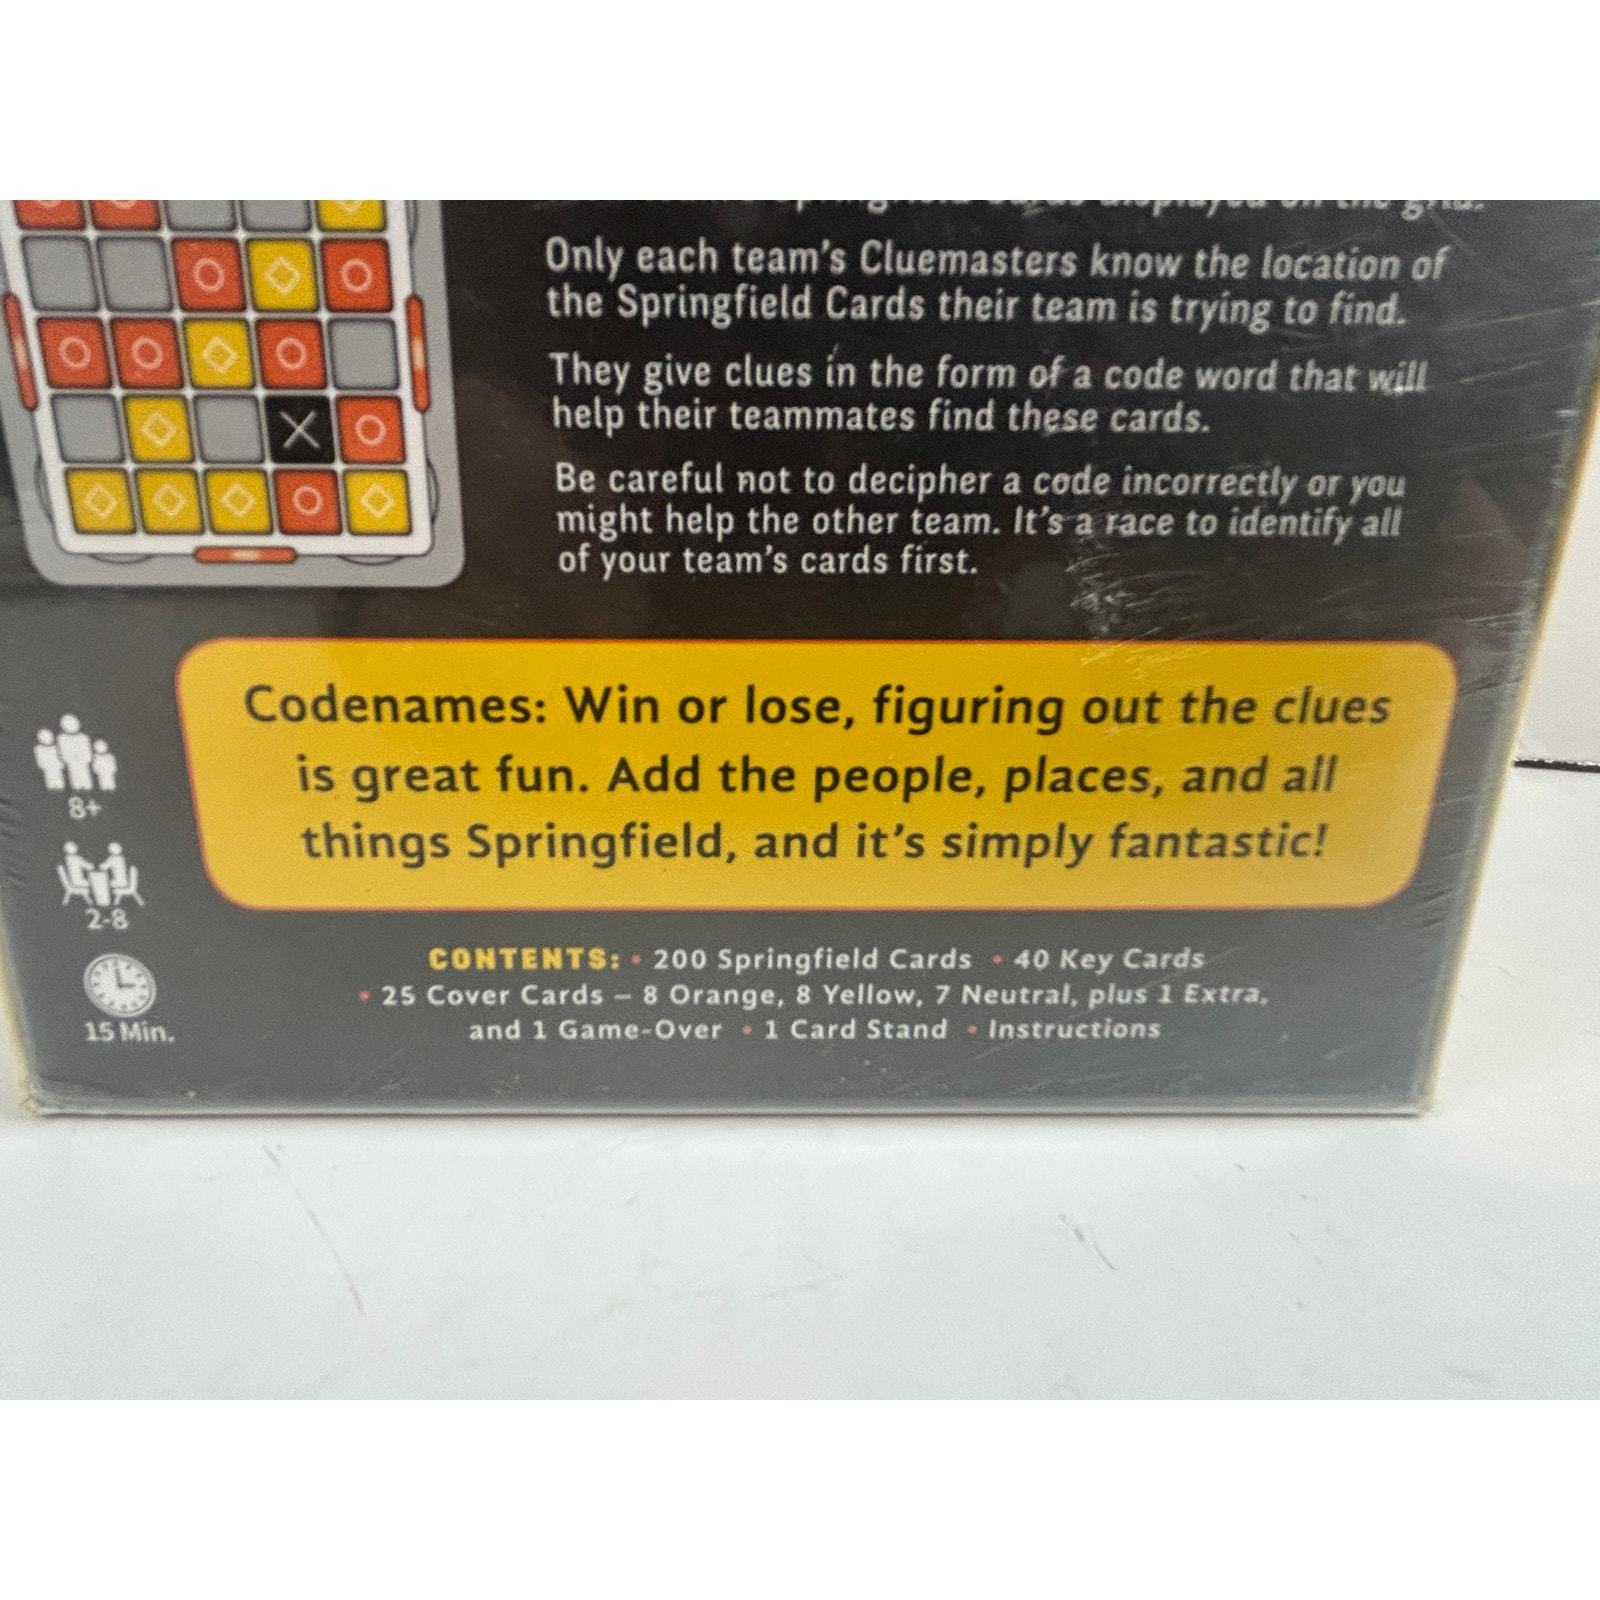 displayed on the grid.
Only each team's Cluemasters know the location of
the Springfield Cards their team is trying to find.
They give clues in the form of a code word that will
help their teammates find these cards.
Be careful not to decipher a code incorrectly or you
might help the other team. It's a race to identify all
of your team's cards first.
Codenames: Win or lose, figuring out the clues
is great fun. Add the people, places, and all
things Springfield, and it's simply fantastic!
8+
2-8
15 Min.
CONTENTS: • 200 Springfield Cards • 40 Key Cards
• 25 Cover Cards – 8 Orange, 8 Yellow, 7 Neutral, plus 1 Extra,
and 1 Game-Over • 1 Card Stand • Instructions